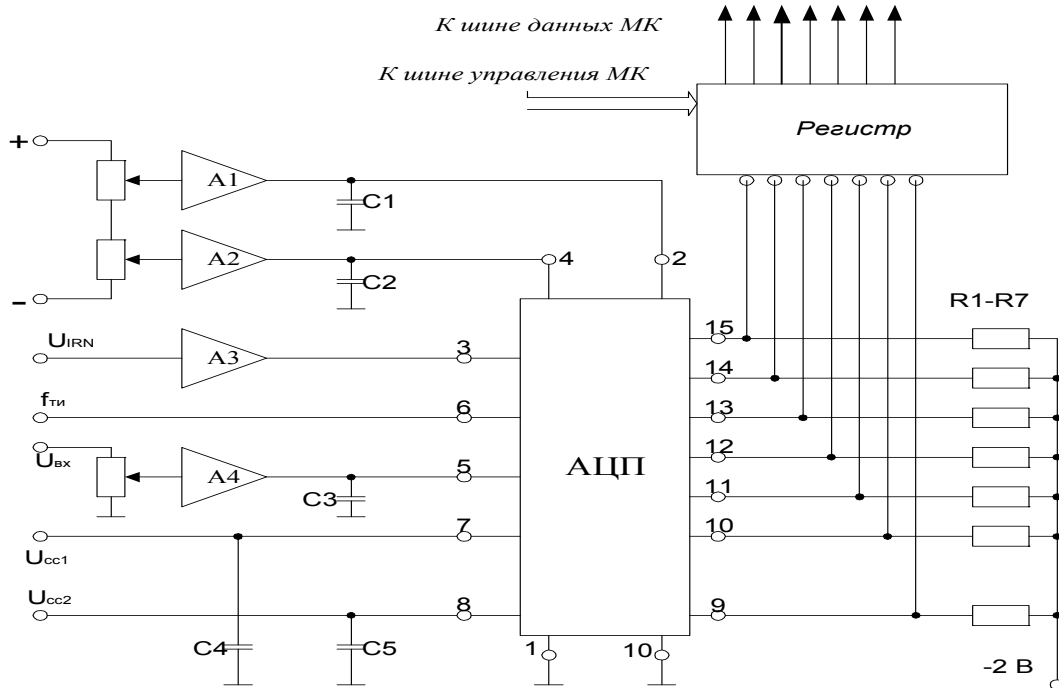 К шине данных МК
К шине управления МК
Регистр
+
A1
C1
-
A2
C2
4
2
R1-R7
UIRN
A3
3
15
fти
6
14
13
Uвх
A4
C3
5
АЦП
12
11
Ucc1
7
10
Ucc2
8
9
C4
C5
1
10
-2 В